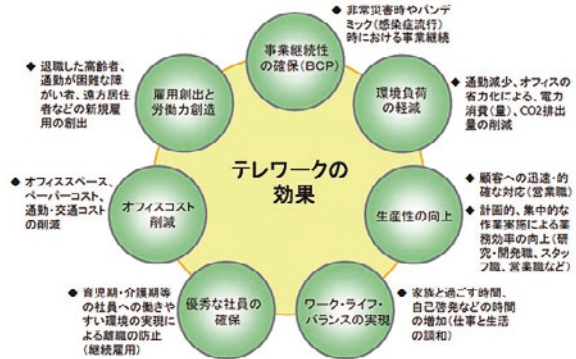 ◆ 非常災害時やパンデ
ミック(感染症流行)
時における事業継続
事業継続性
の確保(BCP)
◆ 退職した高齢者、
通勤が困難な障
がい者、遠方居住
者などの新規雇
用の創出
雇用創出と
労働力創造
環境負荷
の軽減
◆ 通勤減少、オフィスの
省力化による、電力
消費(量)、CO2排出
量の削減
テレワークの
効果
◆ オフィススペース、
ペーパーコスト、
通勤・交通コスト
の削減
オフィスコスト
削減
生産性の向上
◆ 顧客への迅速・的
確な対応(営業職)
◆ 計画的、集中的な
作業実施による業
務効率の向上(研
究・開発職、スタッ
フ職、営業職など)
◆ 育児期・介護期等
の社員への働きや
すい環境の実現に
よる離職の防止
(継続雇用)
優秀な社員の
確保
ワーク・ライフ・
バランスの実現
◆ 家族と過ごす時間、
自己啓発などの時間
の増加(仕事と生活
の調和)